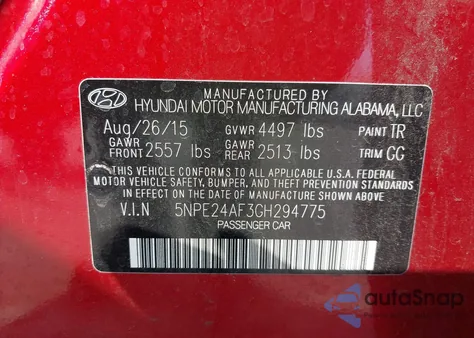 MANUFACTURED BY
HYUNDAI MOTOR MANUFACTURING ALABAMA, LLC
Aug/26/15 GVWR 4497 lbs PAINT TR
GAWR FRONT 2557 lbs GAWR REAR 2513 lbs TRIM GG
THIS VEHICLE CONFORMS TO ALL APPLICABLE U.S.A. FEDERAL
MOTOR VEHICLE SAFETY, BUMPER, AND THEFT PREVENTION STANDARDS
IN EFFECT ON THE DATE OF MANUFACTURE SHOWN ABOVE.
V.I.N 5NPE24AF3GH294775
PASSENGER CAR
autoSnap